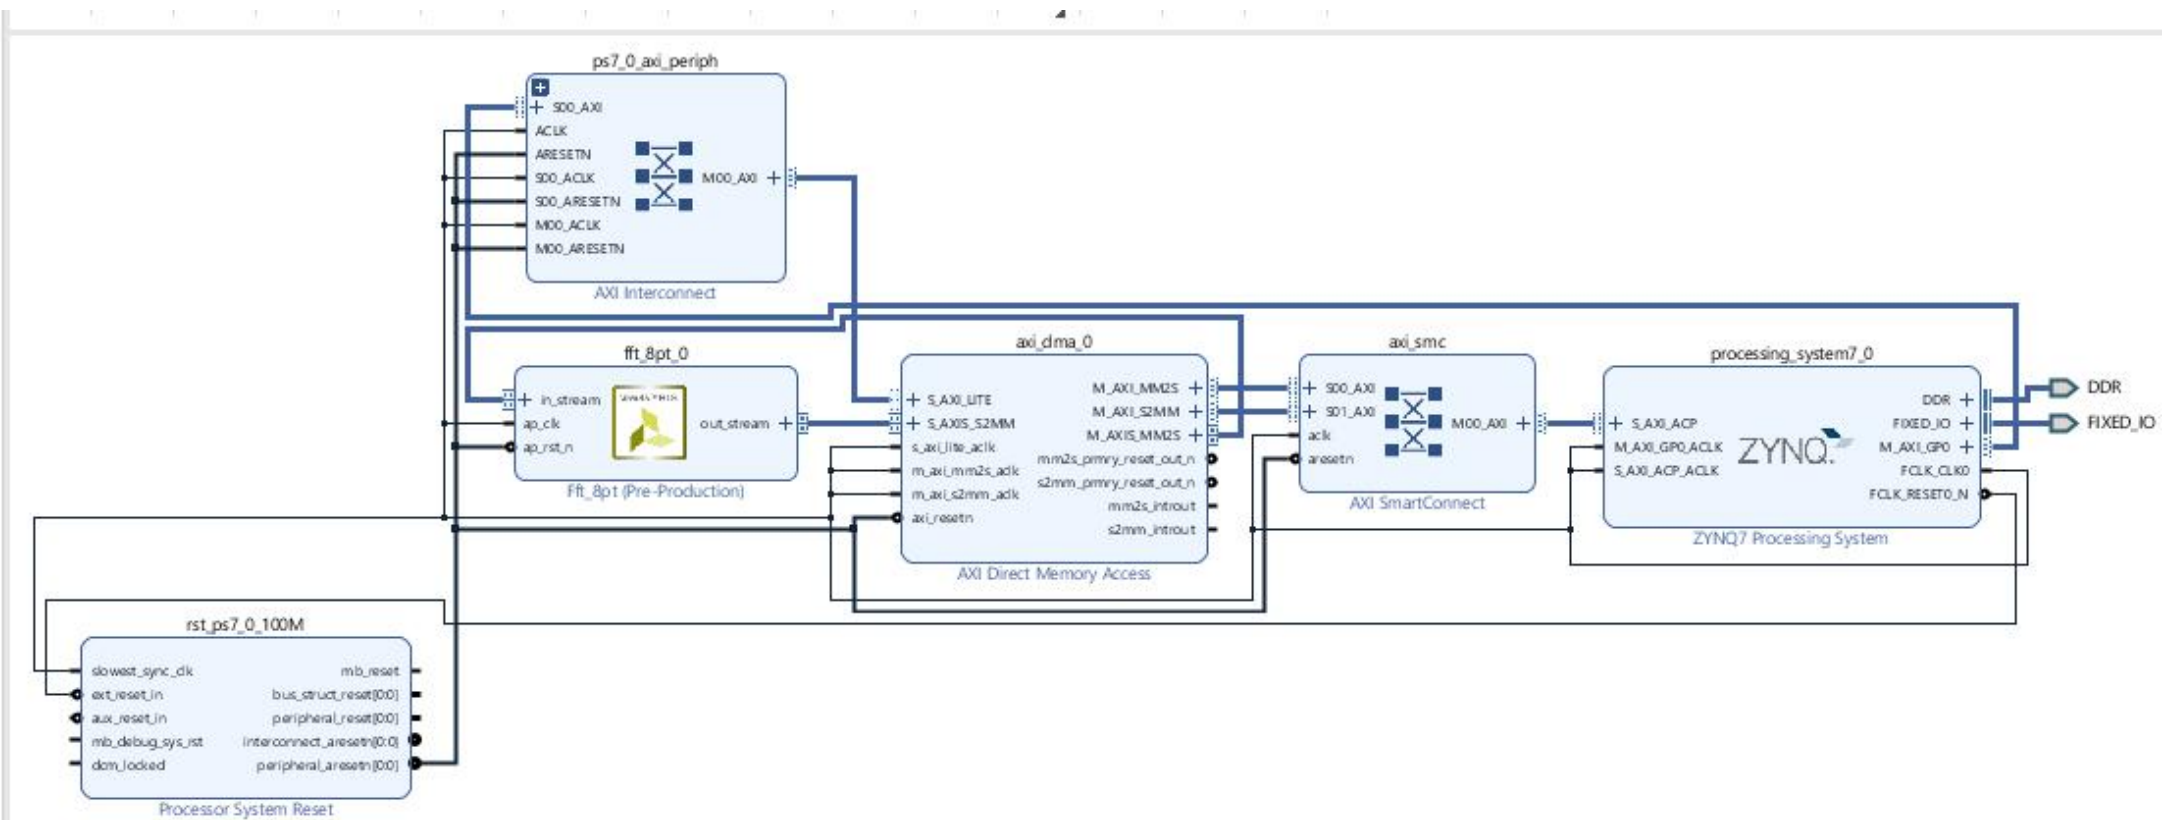 ps7_0_axi_periph
S00_AXI
ACLK
ARESETN
S00_ACLK
M00_AXI
S00_ARESETN
M00_ACLK
M00_ARESETN
AXI Interconnect
fft_8pt_0
in_stream
ap_clk
out_stream
ap_rst_n
Fft_8pt (Pre-Production)
axi_dma_0
S_AXI_LITE
S_AXIS_S2MM
s_axi_lite_aclk
m_axi_mm2s_aclk
m_axi_s2mm_aclk
axi_resetn
M_AXI_MM2S
M_AXI_S2MM
M_AXIS_MM2S
mm2s_prmry_reset_out_n
s2mm_prmry_reset_out_n
mm2s_introut
s2mm_introut
AXI Direct Memory Access
axi_smc
S00_AXI
S01_AXI
aclk
aresetn
M00_AXI
AXI SmartConnect
processing_system7_0
S_AXI_ACP
M_AXI_GP0_ACLK
S_AXI_ACP_ACLK
ZYNQ
DDR
FIXED_IO
M_AXI_GP0
FCLK_CLK0
FCLK_RESET0_N
ZYNQ7 Processing System
DDR
FIXED_IO
rst_ps7_0_100M
slowest_sync_clk
ext_reset_in
aux_reset_in
mb_debug_sys_rst
dcm_locked
mb_reset
bus_struct_reset[0:0]
peripheral_reset[0:0]
interconnect_aresetn[0:0]
peripheral_aresetn[0:0]
Processor System Reset